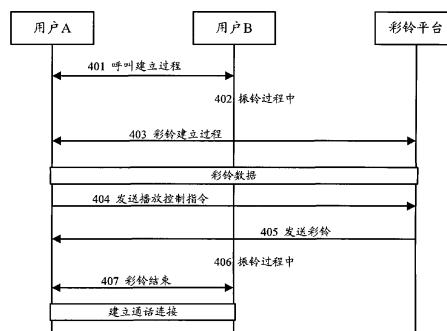 用户A
用户B
彩铃平台
401 呼叫建立过程
402 振铃过程中
403 彩铃建立过程
彩铃数据
404 发送播放控制指令
405 发送彩铃
406 振铃过程中
407 彩铃结束
建立通话连接